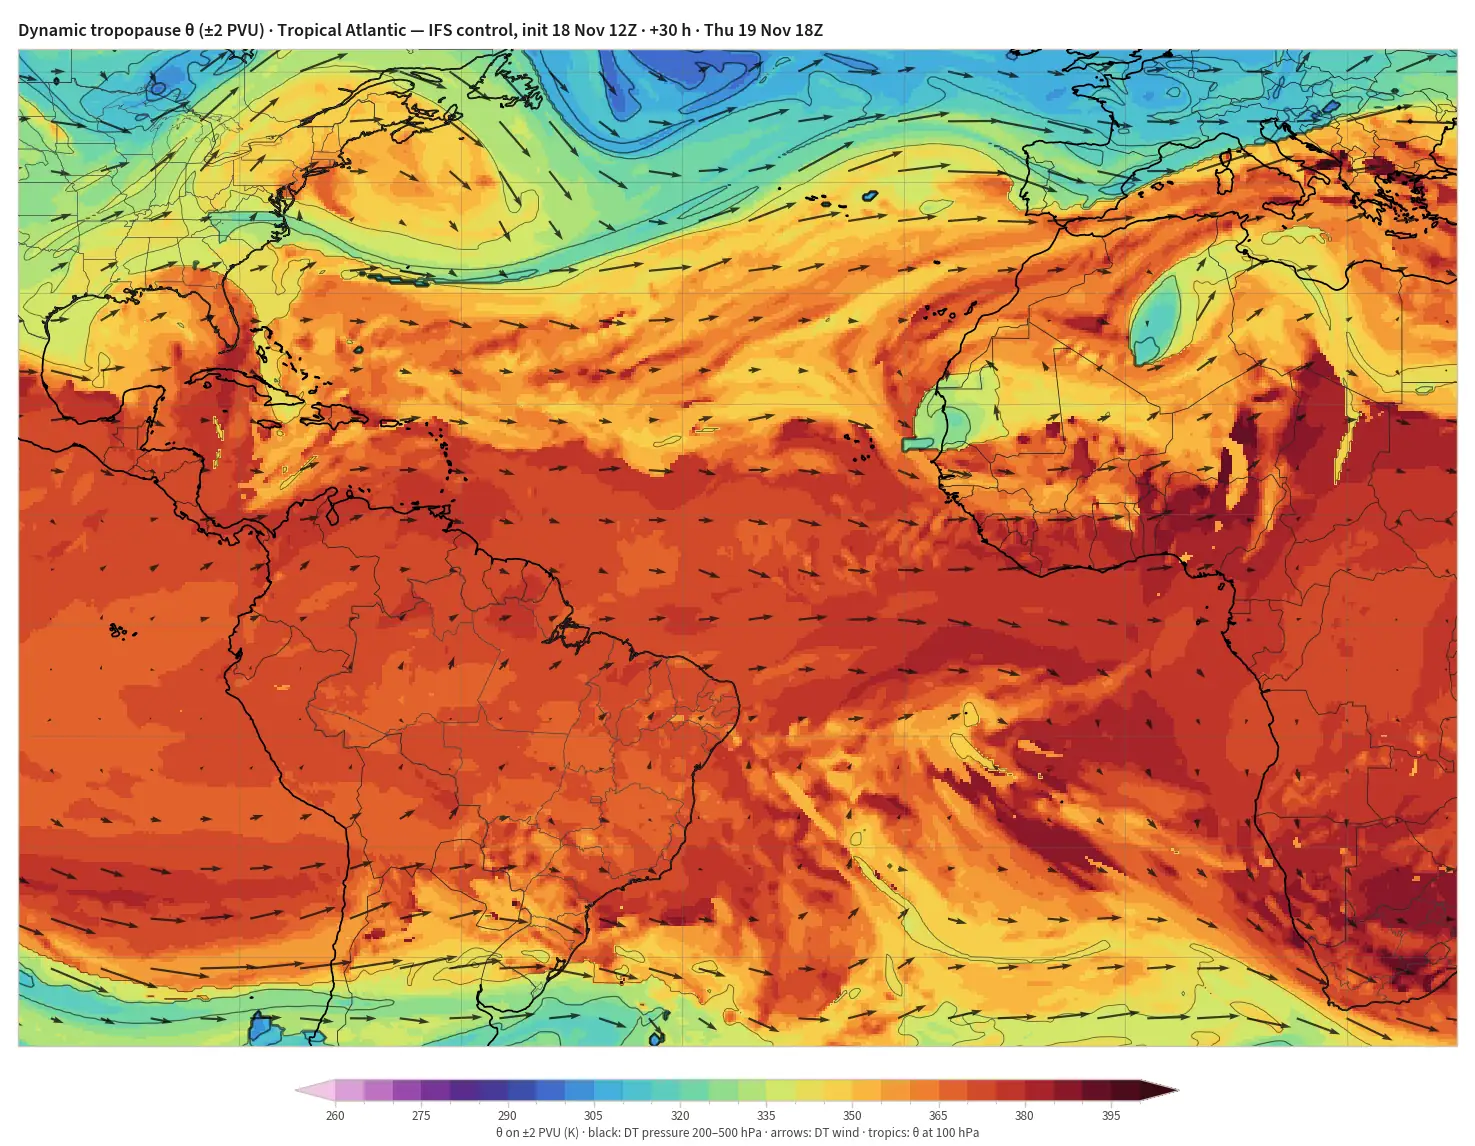 Dynamic tropopause θ (±2 PVU) · Tropical Atlantic — IFS control, init 18 Nov 12Z · +30 h · Thu 19 Nov 18Z
260 275 290 305 320 335 350 365 380 395
θ on ±2 PVU (K) · black: DT pressure 200–500 hPa · arrows: DT wind · tropics: θ at 100 hPa